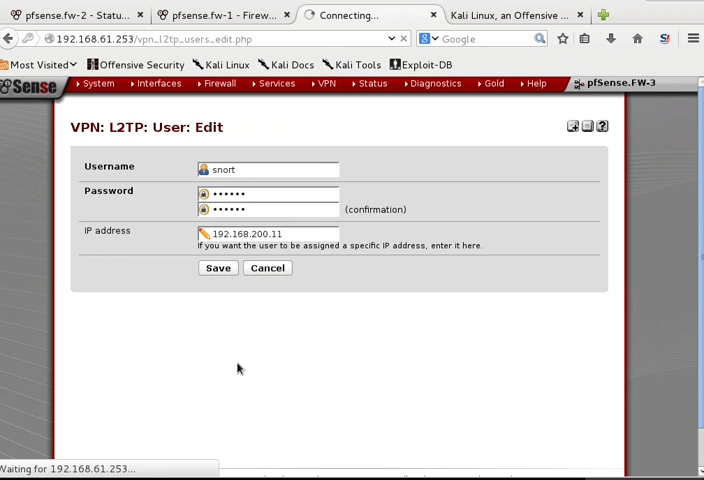 pfsense.fw-2 - Statu...
pfsense.fw-1 - Firew...
Connecting...
Kali Linux, an Offensive ...
192.168.61.253/vpn_l2tp_users_edit.php
Google
Most Visited
Offensive Security
Kali Linux
Kali Docs
Kali Tools
Exploit-DB
Sense
System
Interfaces
Firewall
Services
VPN
Status
Diagnostics
Gold
Help
pfSense.FW-3
VPN: L2TP: User: Edit
Username
snort
Password
••••••
••••••
(confirmation)
IP address
192.168.200.11
If you want the user to be assigned a specific IP address, enter it here.
Save
Cancel
Waiting for 192.168.61.253...